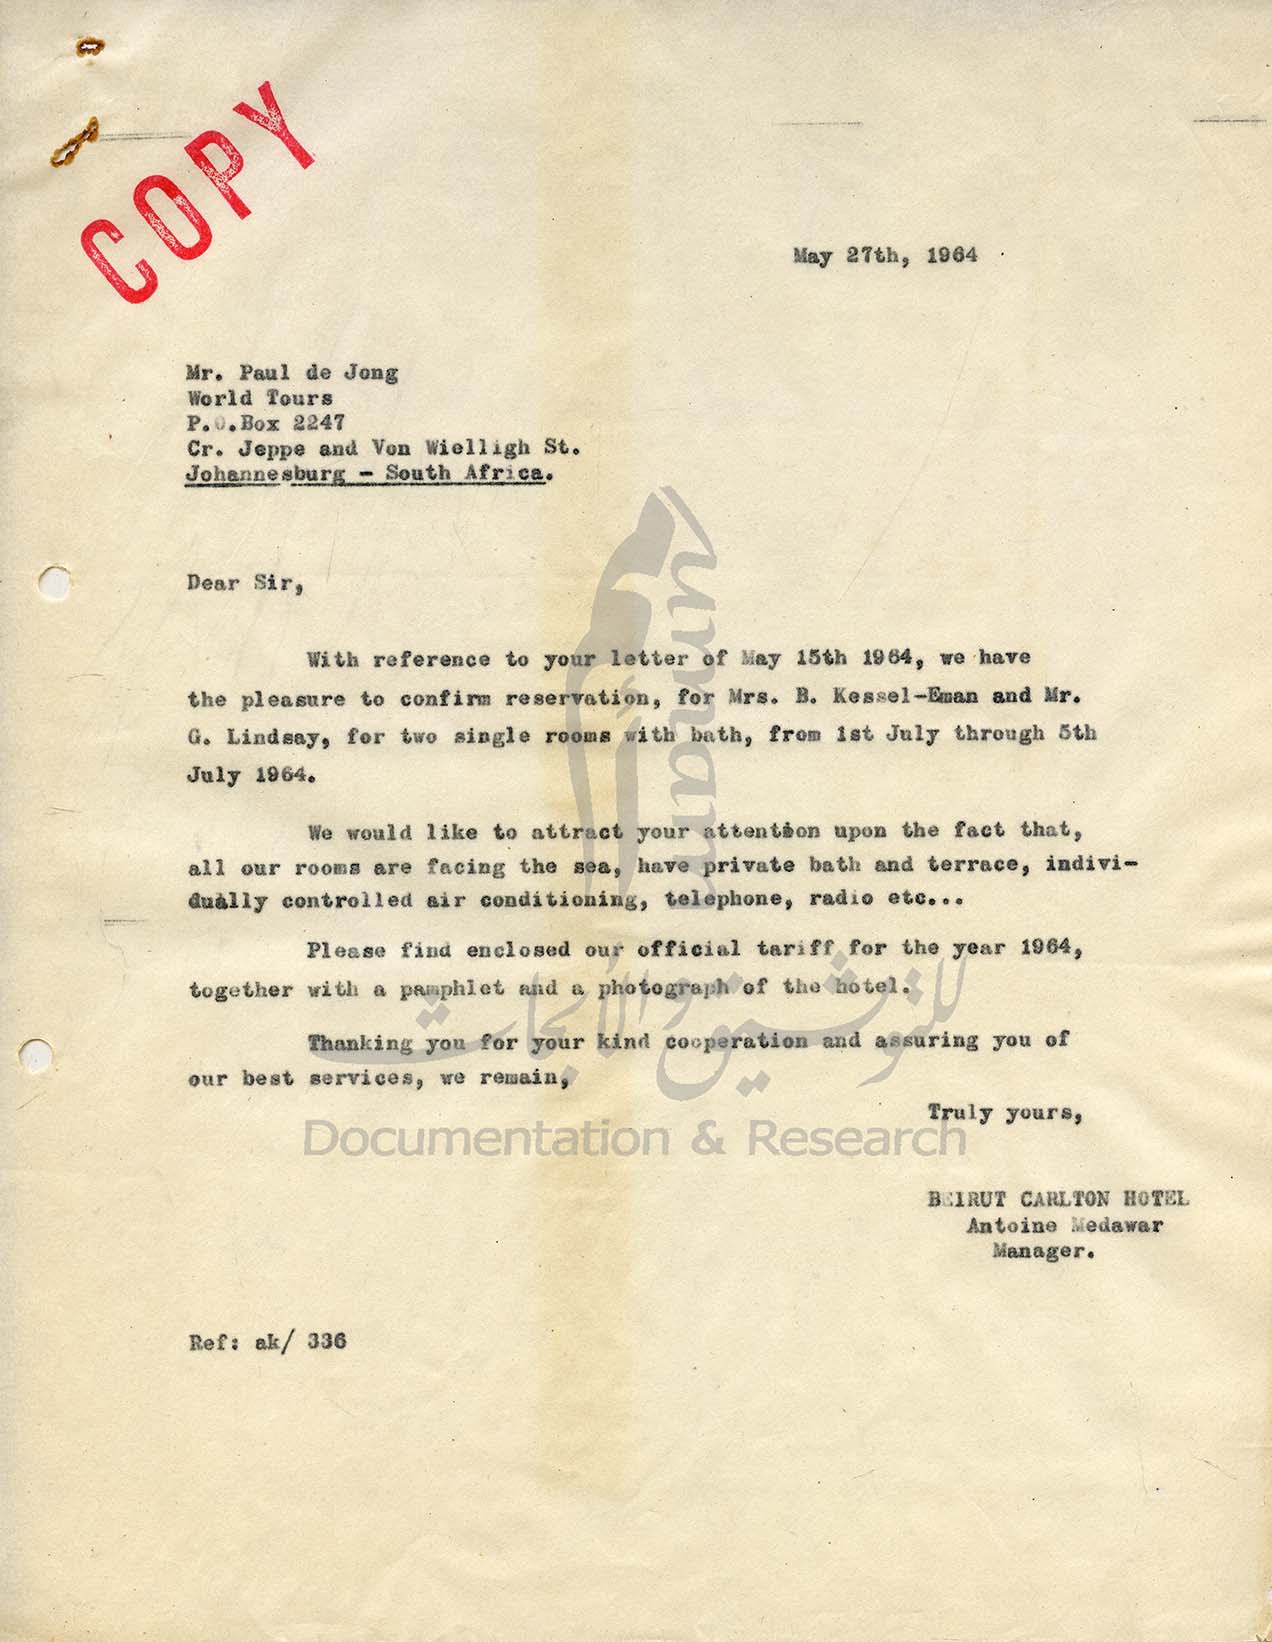 COPY
May 27th, 1964
Mr. Paul de Jong
World Tours
P.O.Box 2247
Cr. Jeppe and Von Wielligh St.
Johannesburg - South Africa.
Dear Sir,
With reference to your letter of May 15th 1964, we have
the pleasure to confirm reservation, for Mrs. B. Kessel-Eman and Mr.
G. Lindsay, for two single rooms with bath, from 1st July through 5th
July 1964.
We would like to attract your attention upon the fact that,
all our rooms are facing the sea, have private bath and terrace, indivi-
dually controlled air conditioning, telephone, radio etc...
Please find enclosed our official tariff for the year 1964,
together with a pamphlet and a photograph of the hotel.
Thanking you for your kind cooperation and assuring you of
our best services, we remain,
Truly yours,
BEIRUT CARLTON HOTEL
Antoine Medawar
Manager.
Ref: ak/ 336
umam
للتوثيق والأبحاث
Documentation & Research